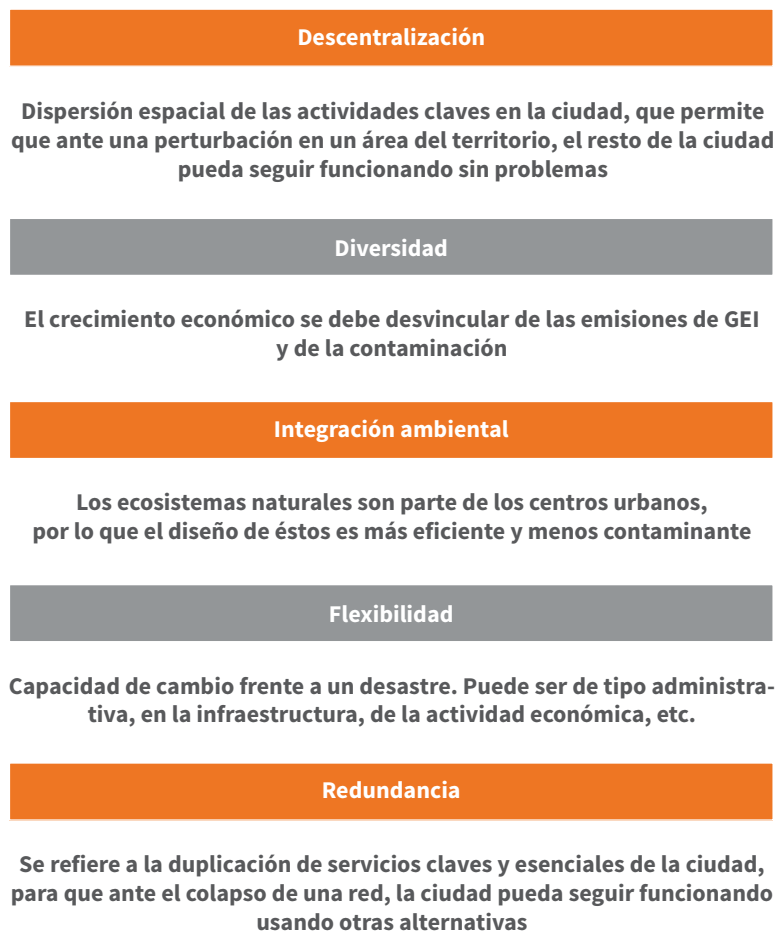 Descentralización
Dispersión espacial de las actividades claves en la ciudad, que permite
que ante una perturbación en un área del territorio, el resto de la ciudad
pueda seguir funcionando sin problemas
Diversidad
El crecimiento económico se debe desvincular de las emisiones de GEI
y de la contaminación
Integración ambiental
Los ecosistemas naturales son parte de los centros urbanos,
por lo que el diseño de éstos es más eficiente y menos contaminante
Flexibilidad
Capacidad de cambio frente a un desastre. Puede ser de tipo administra-
tiva, en la infraestructura, de la actividad económica, etc.
Redundancia
Se refiere a la duplicación de servicios claves y esenciales de la ciudad,
para que ante el colapso de una red, la ciudad pueda seguir funcionando
usando otras alternativas